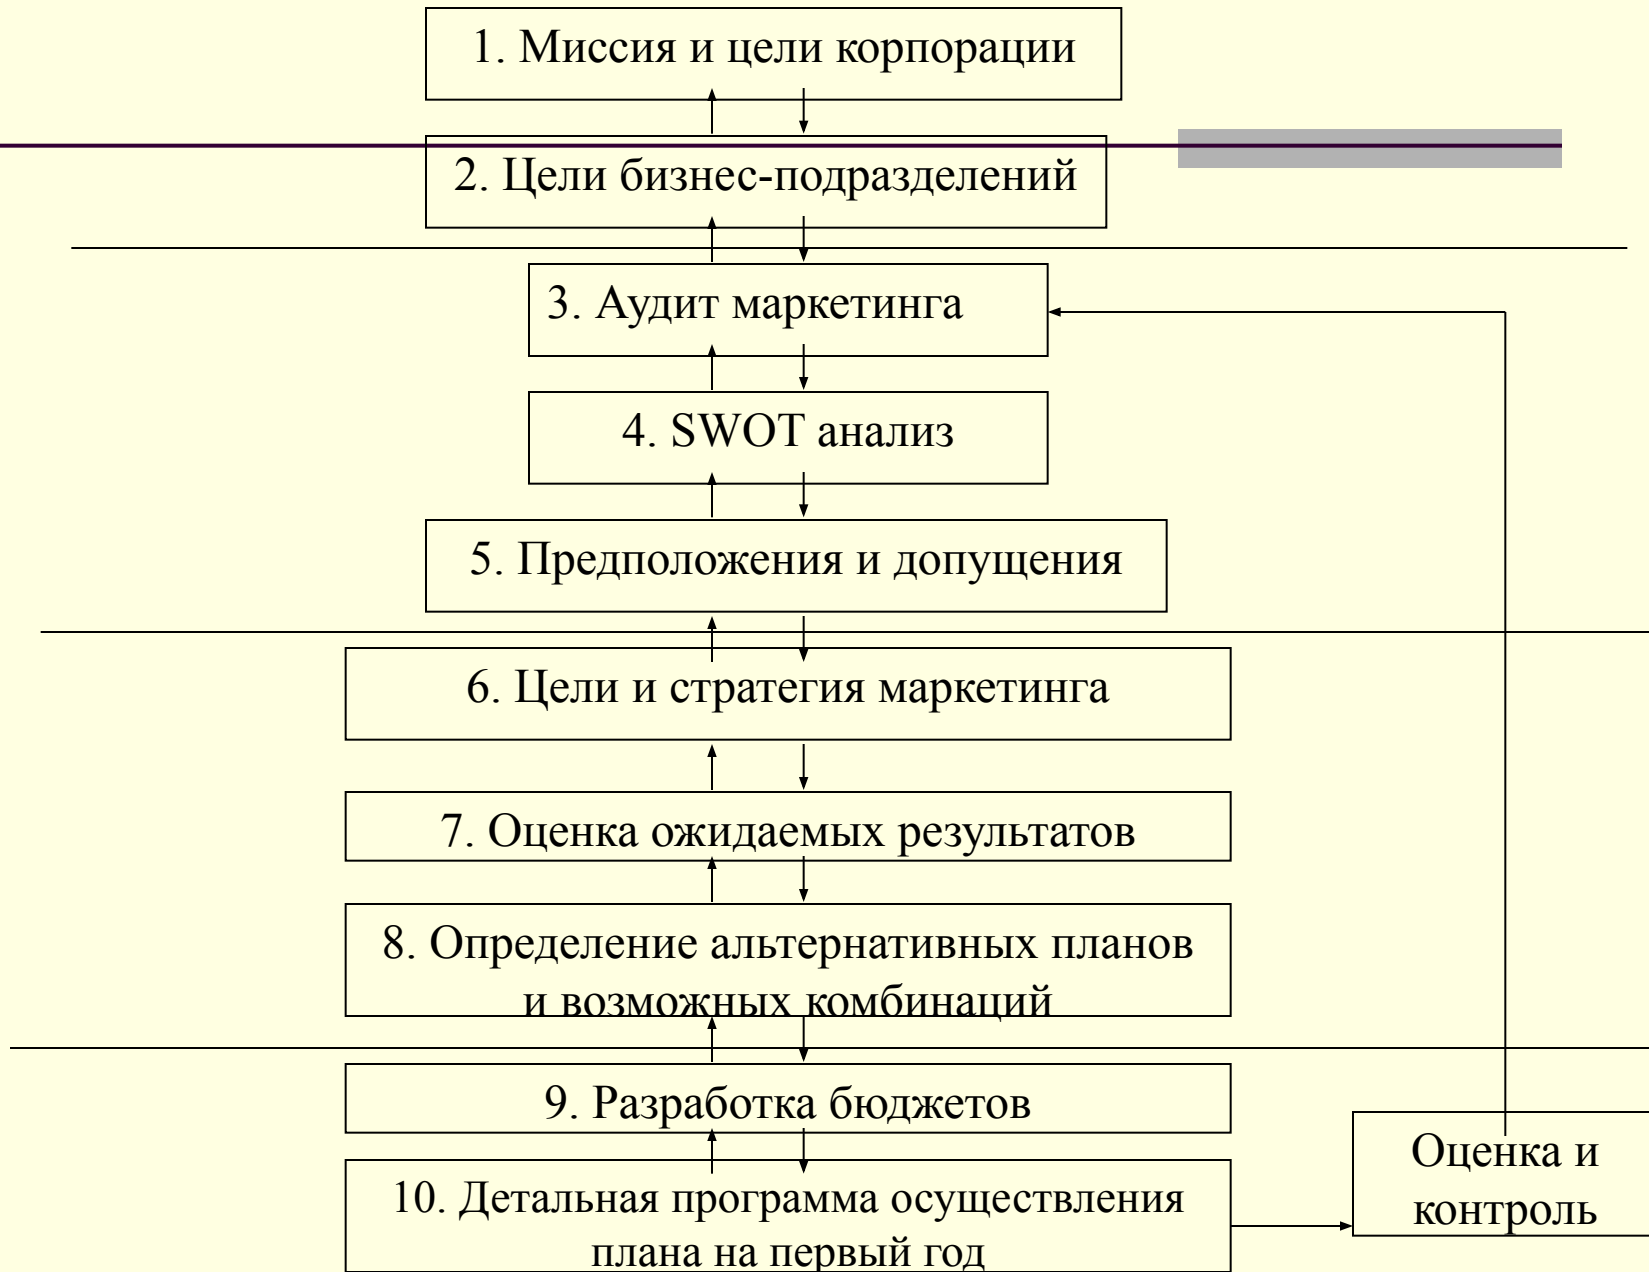 1. Миссия и цели корпорации
2. Цели бизнес-подразделений
3. Аудит маркетинга
4. SWOT анализ
5. Предположения и допущения
6. Цели и стратегия маркетинга
7. Оценка ожидаемых результатов
8. Определение альтернативных планов
и возможных комбинаций
9. Разработка бюджетов
10. Детальная программа осуществления
плана на первый год
Оценка и
контроль